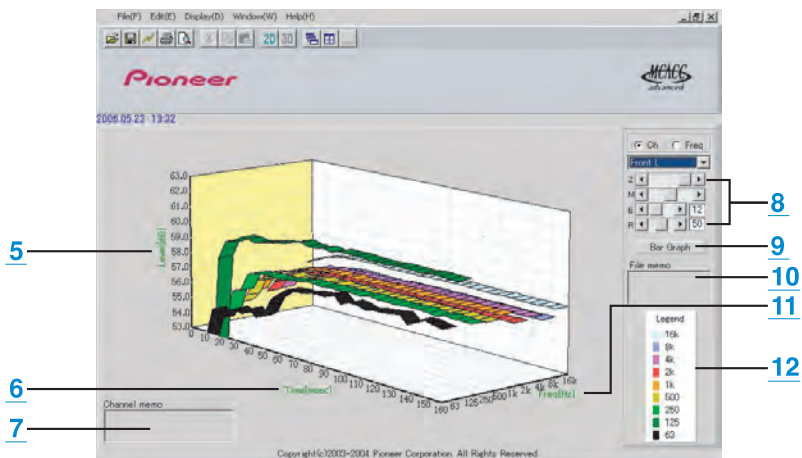 File(F) Edit(E) Display(D) Window(W) Help(H)
2D 3D
Pioneer
MCACC
advanced
2006.05.23 13:32
Ch Freq
Front L
Z
M
E 12
R 50
8
Bar Graph
9
File memo
10
11
Legend
16k
8k
4k
2k
1k
500
250
125
63
12
63.0
62.0
61.0
60.0
59.0
58.0
57.0
56.0
55.0
54.0
53.0
Level[dB]
5
0 10 20 30 40 50 60 70 80 90 100 110 120 130 140 150 160
Time[msec]
6
63 125 250 500 1k 2k 4k 8k 16k
Freq[Hz]
Channel memo
7
Copyright(c)2003-2004 Pioneer Corporation. All Rights Reserved